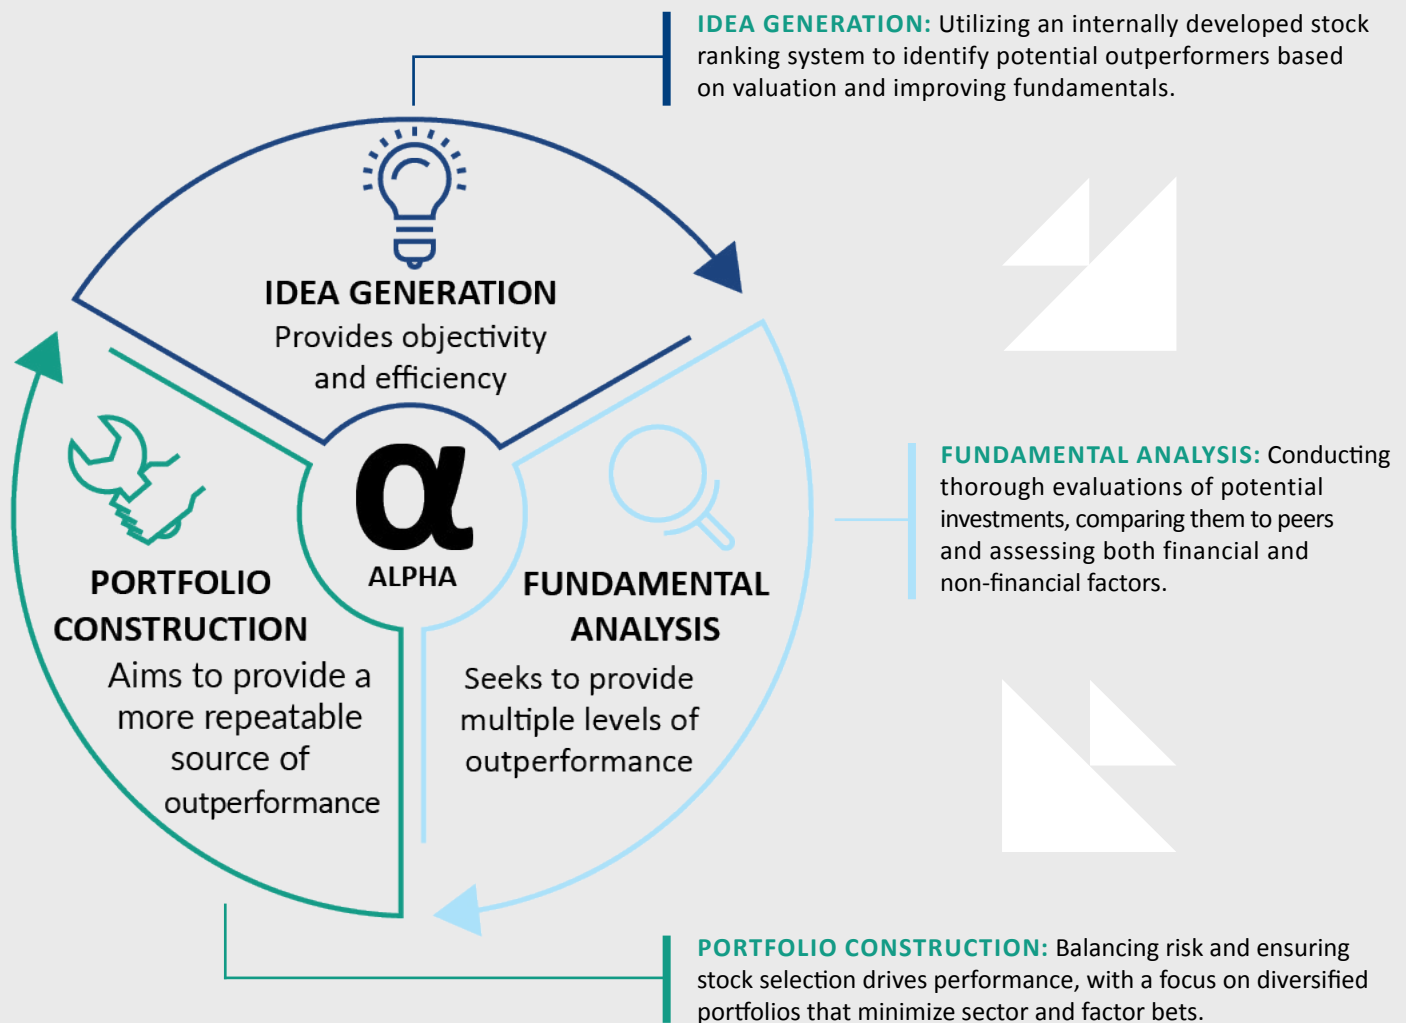 IDEA GENERATION: Utilizing an internally developed stock
ranking system to identify potential outperformers based
on valuation and improving fundamentals.
IDEA GENERATION
Provides objectivity
and efficiency
α
ALPHA
FUNDAMENTAL ANALYSIS: Conducting
thorough evaluations of potential
investments, comparing them to peers
and assessing both financial and
non-financial factors.
FUNDAMENTAL
ANALYSIS
Seeks to provide
multiple levels of
outperformance
PORTFOLIO
CONSTRUCTION
Aims to provide a
more repeatable
source of
outperformance
PORTFOLIO CONSTRUCTION: Balancing risk and ensuring
stock selection drives performance, with a focus on diversified
portfolios that minimize sector and factor bets.